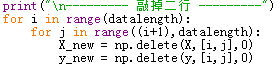 print("\n-------- 敲掉二行 ---------")
for i in range(datalength):
    for j in range((i+1),datalength):
        X_new = np.delete(X,[i,j],0)
        y_new = np.delete(y,[i,j],0)